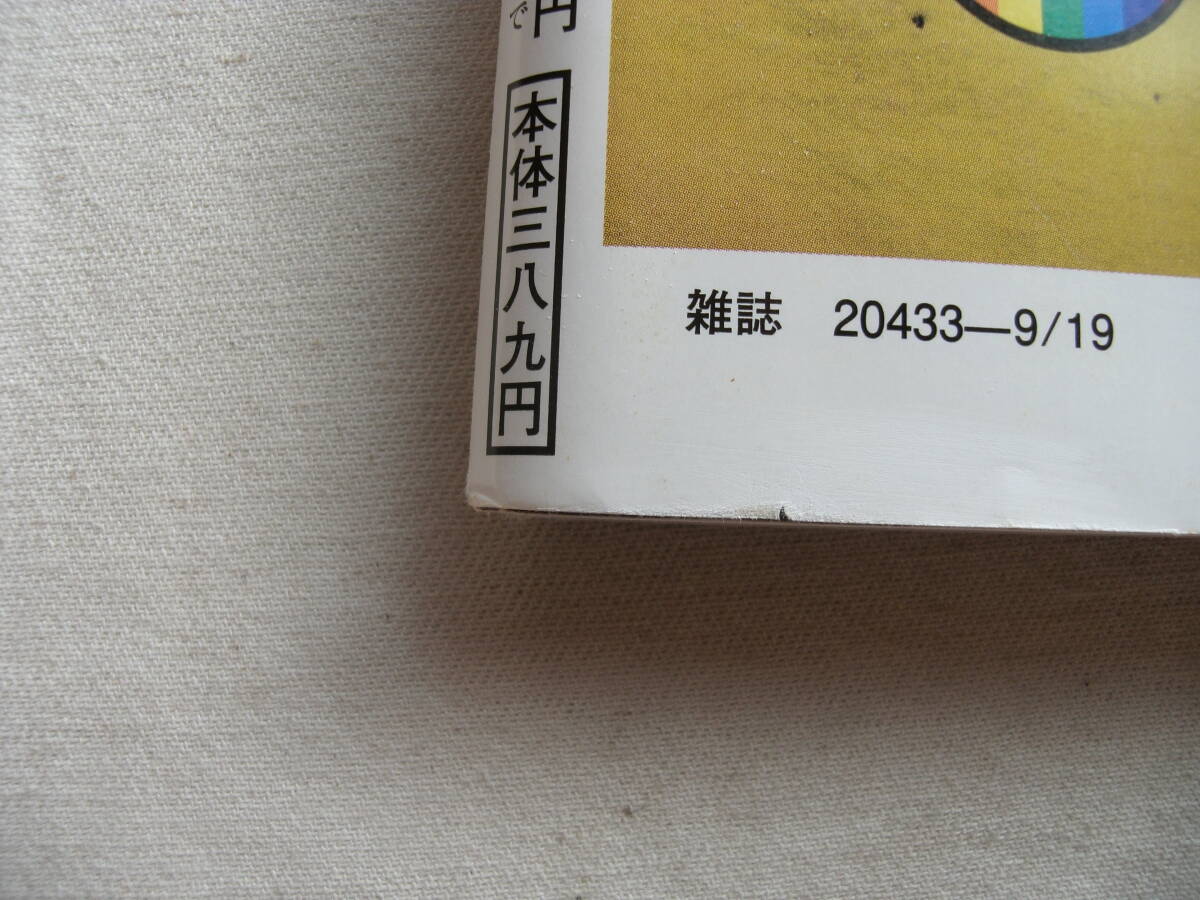 円
で
本体三八九円
雑誌 20433—9/19